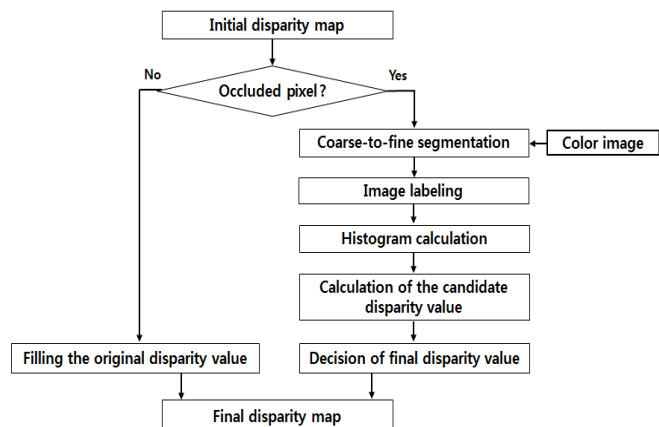 Initial disparity map
No
Yes
Occluded pixel?
Coarse-to-fine segmentation
Color image
Image labeling
Histogram calculation
Calculation of the candidate
disparity value
Filling the original disparity value
Decision of final disparity value
Final disparity map